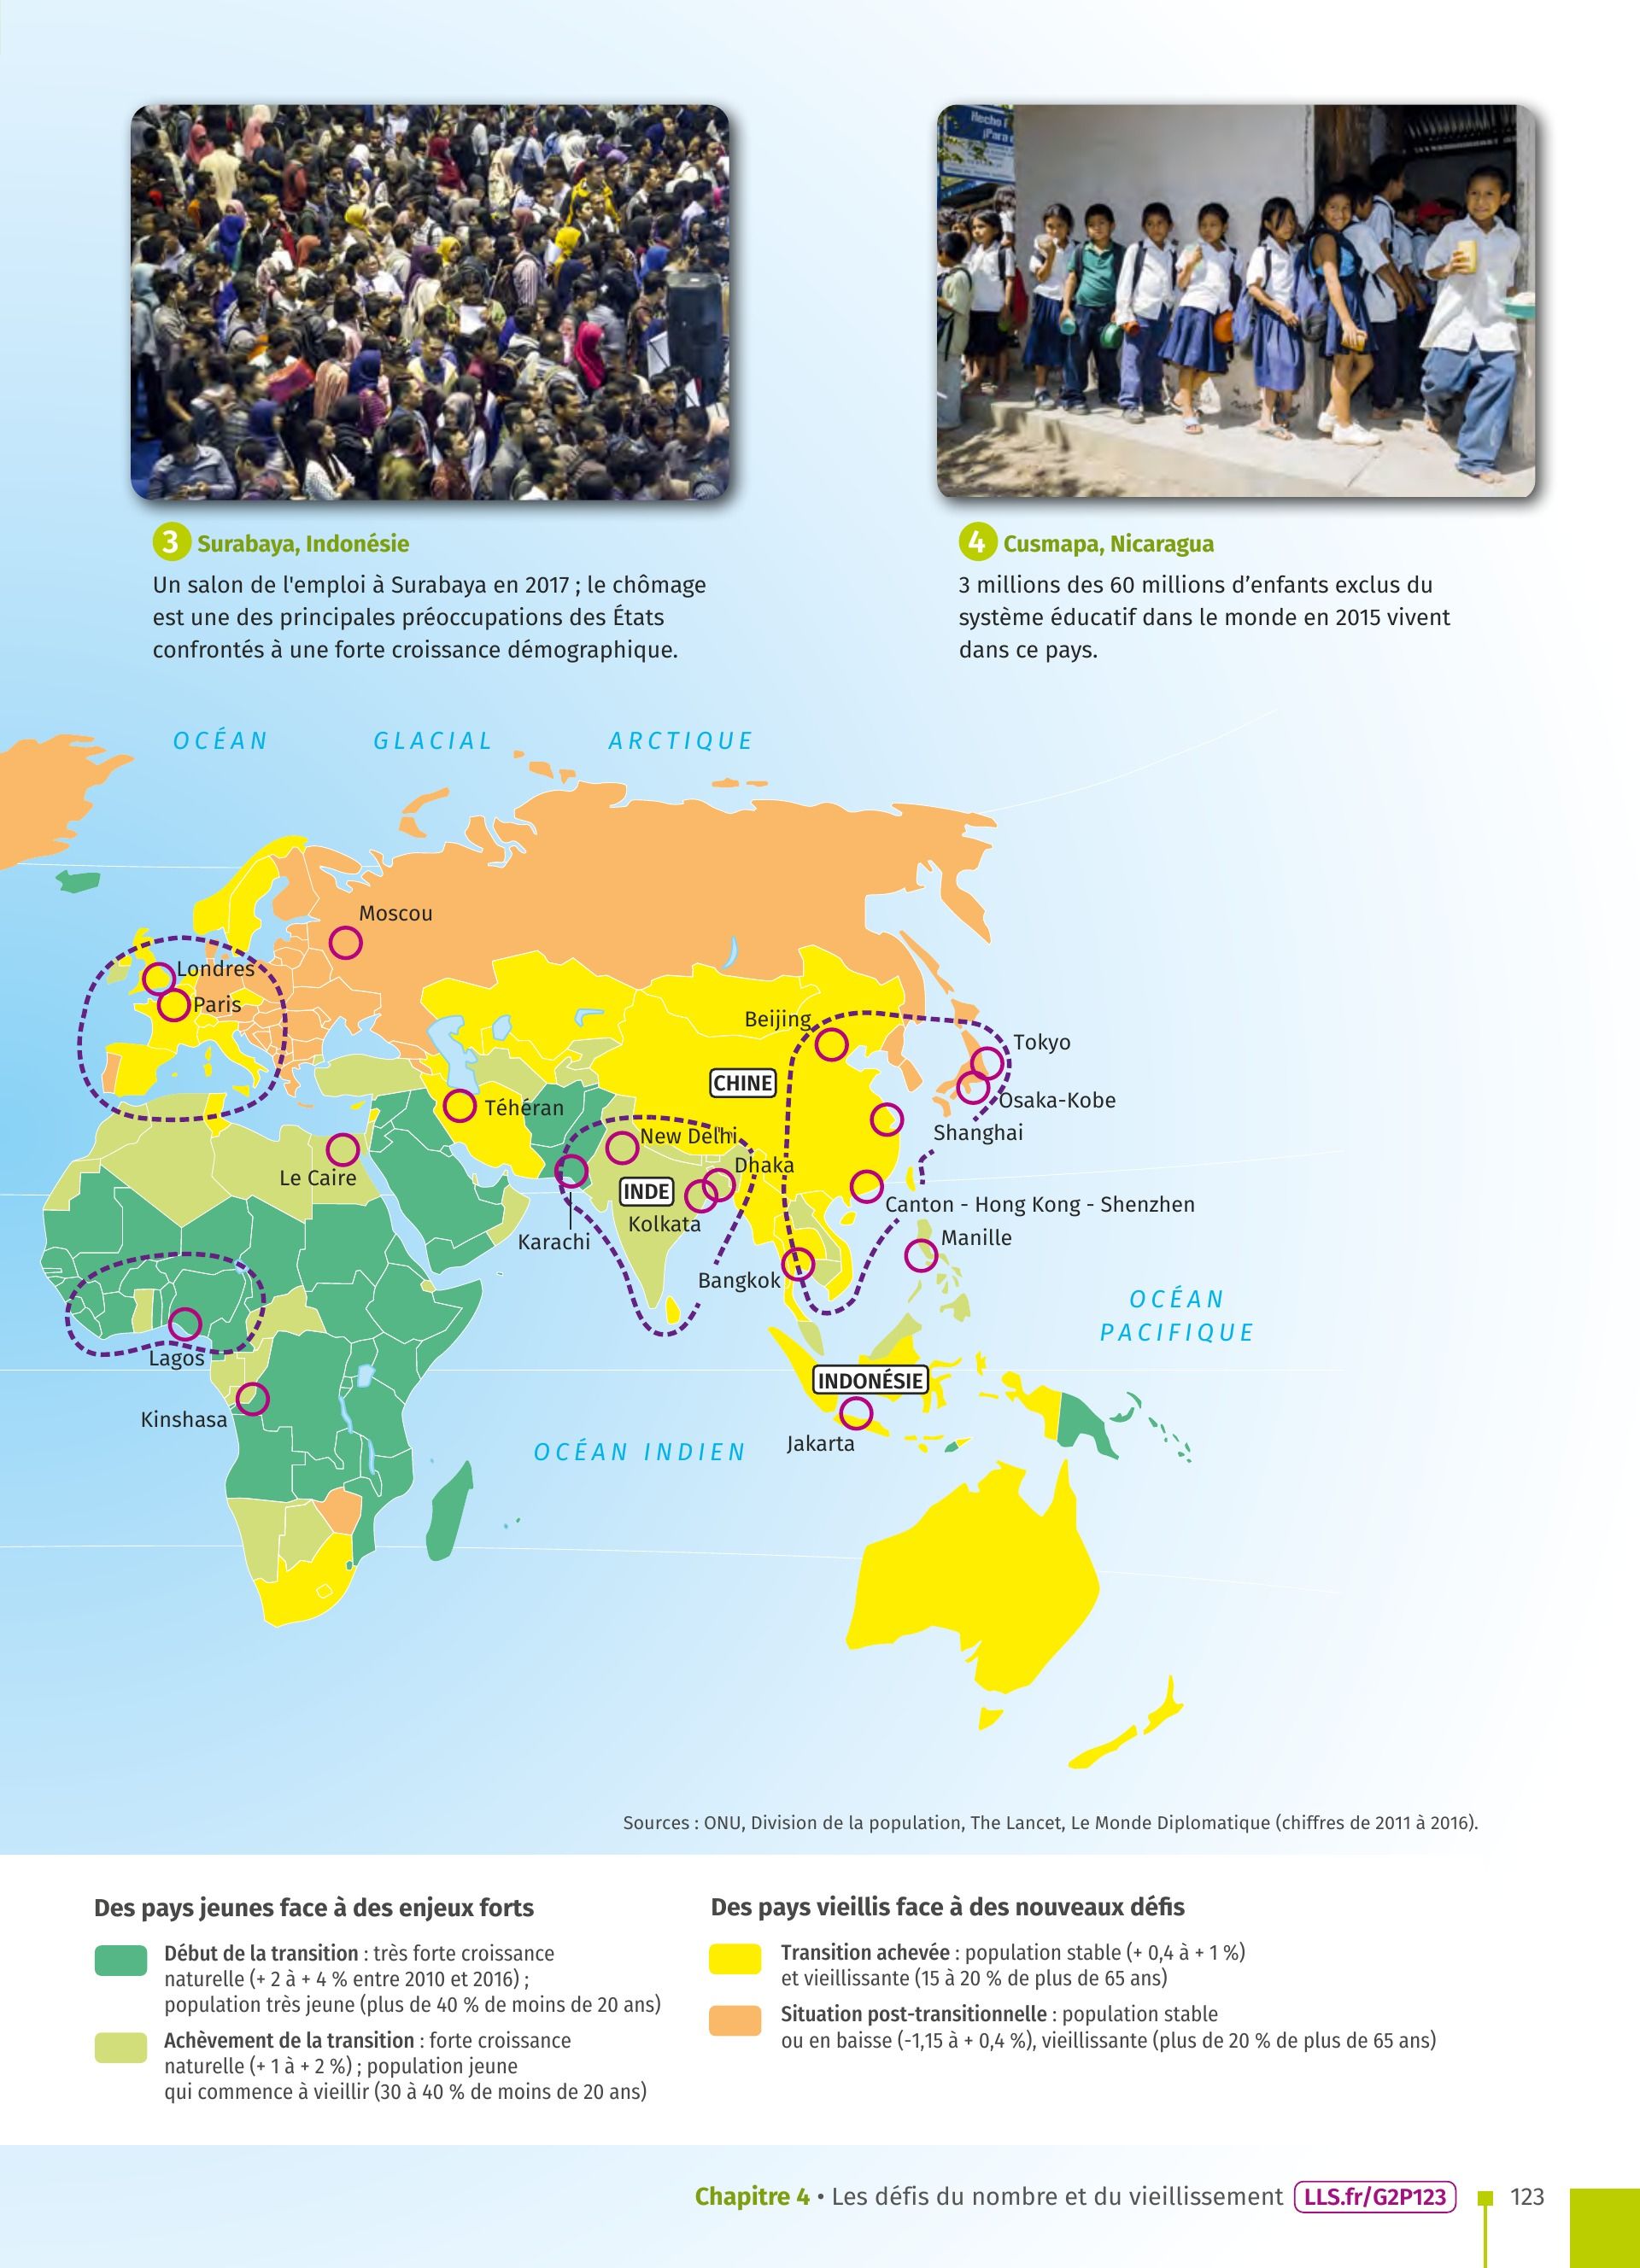 Hecho
¡Para
3 Surabaya, Indonésie
Un salon de l'emploi à Surabaya en 2017 ; le chômage
est une des principales préoccupations des États
confrontés à une forte croissance démographique.
4 Cusmapa, Nicaragua
3 millions des 60 millions d’enfants exclus du
système éducatif dans le monde en 2015 vivent
dans ce pays.
OCÉAN GLACIAL ARCTIQUE
Moscou
Londres
Paris
Beijing
Tokyo
CHINE
Osaka-Kobe
Téhéran
Shanghai
New Delhi
Dhaka
Le Caire
INDE
Canton - Hong Kong - Shenzhen
Kolkata
Karachi
Manille
Bangkok
OCÉAN
PACIFIQUE
Lagos
INDONÉSIE
Kinshasa
Jakarta
OCÉAN INDIEN
Sources : ONU, Division de la population, The Lancet, Le Monde Diplomatique (chiffres de 2011 à 2016).
Des pays jeunes face à des enjeux forts
Début de la transition : très forte croissance
naturelle (+ 2 à + 4 % entre 2010 et 2016) ;
population très jeune (plus de 40 % de moins de 20 ans)
Achèvement de la transition : forte croissance
naturelle (+ 1 à + 2 %) ; population jeune
qui commence à vieillir (30 à 40 % de moins de 20 ans)
Des pays vieillis face à des nouveaux défis
Transition achevée : population stable (+ 0,4 à + 1 %)
et vieillissante (15 à 20 % de plus de 65 ans)
Situation post-transitionnelle : population stable
ou en baisse (-1,15 à + 0,4 %), vieillissante (plus de 20 % de plus de 65 ans)
Chapitre 4 • Les défis du nombre et du vieillissement LLS.fr/G2P123 123